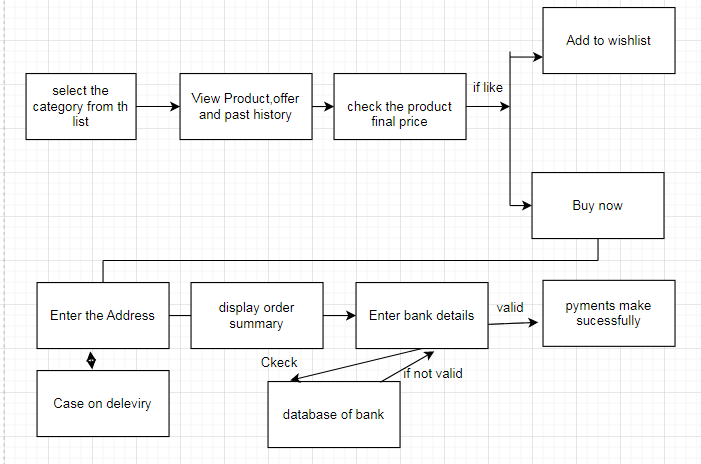 Add to wishlist
select the
category from th
list
View Product,offer
and past history
check the product
final price
if like
Buy now
Enter the Address
display order
summary
Enter bank details
valid
pyments make
sucessfully
Ckeck
if not valid
Case on deleviry
database of bank